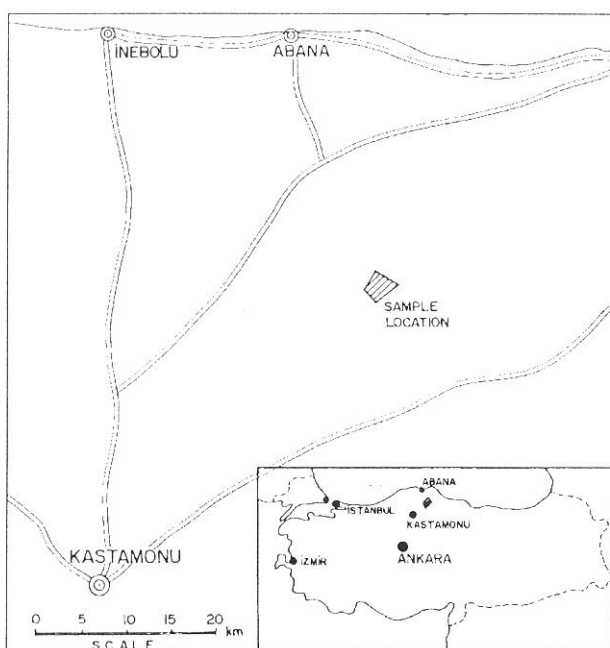 İNEBOLU
ABANA
SAMPLE
LOCATION
KASTAMONU
0 5 10 15 20
km
SCALE
ABANA
İSTANBUL
KASTAMONU
ANKARA
İZMİR